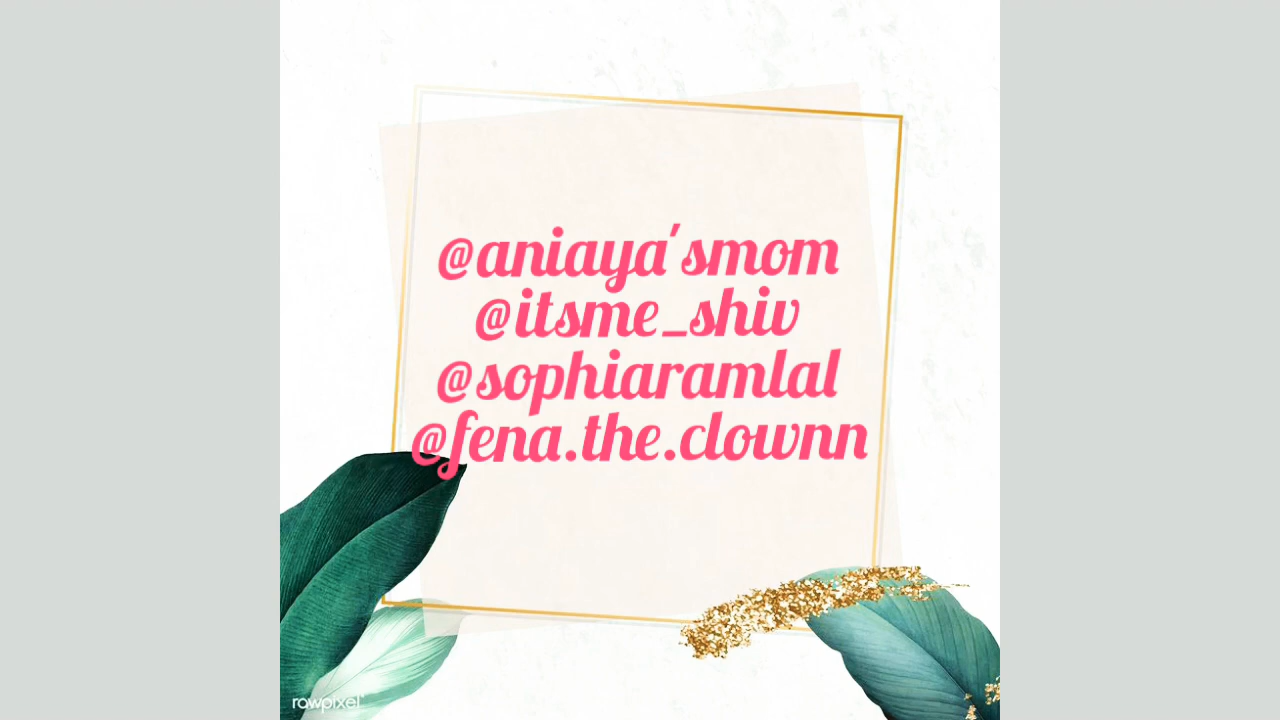 @aniaya'smom
@itsme_shiv
@sophiaramlal
@fena.the.clownn
rawpixel